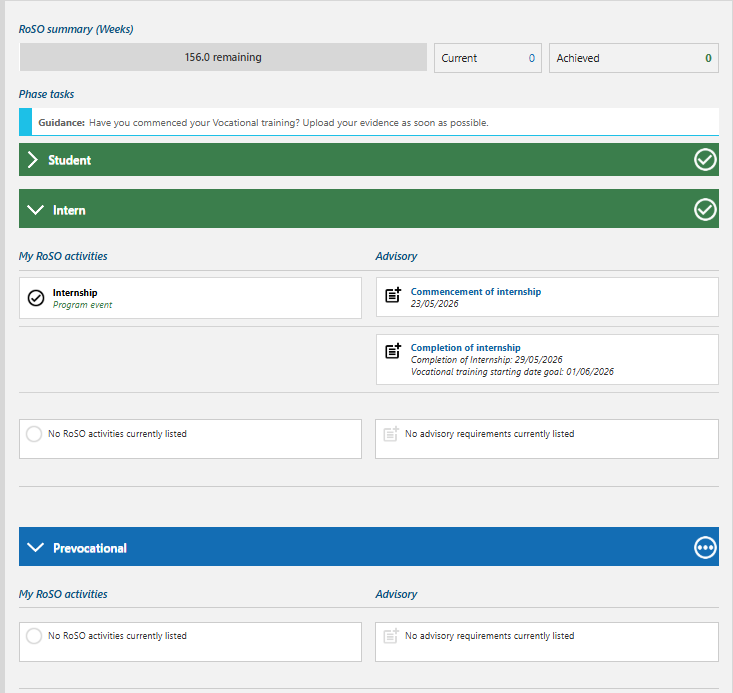 RoSO summary (Weeks)
156.0 remaining
Current 0
Achieved 0
Phase tasks
Guidance: Have you commenced your Vocational training? Upload your evidence as soon as possible.
Student
Intern
My RoSO activities
Advisory
Internship
Program event
Commencement of internship
23/05/2026
Completion of internship
Completion of Internship: 29/05/2026
Vocational training starting date goal: 01/06/2026
No RoSO activities currently listed
No advisory requirements currently listed
Prevocational
My RoSO activities
Advisory
No RoSO activities currently listed
No advisory requirements currently listed